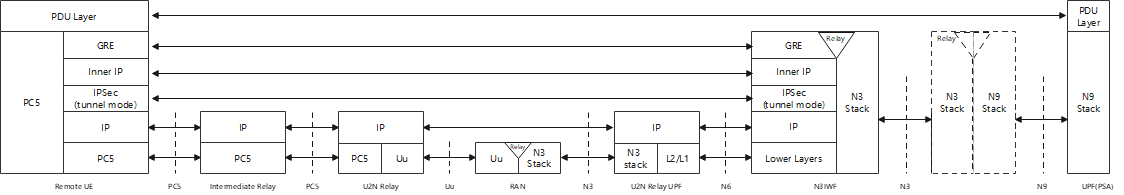 PDU Layer
PDU
Layer
PC5
GRE
Inner IP
IPSec
(tunnel mode)
IP
PC5
IP
PC5
IP
PC5
Uu
Uu
Relay
N3
Stack
IP
N3
stack
L2/L1
GRE
Relay
Inner IP
IPSec
(tunnel mode)
IP
Lower Layers
N3
Stack
Relay
N3
Stack
N9
Stack
N9
Stack
Remote UE
PC5
Intermediate Relay
PC5
U2N Relay
Uu
RAN
N3
U2N Relay UPF
N6
N3IWF
N3
N9
UPF(PSA)